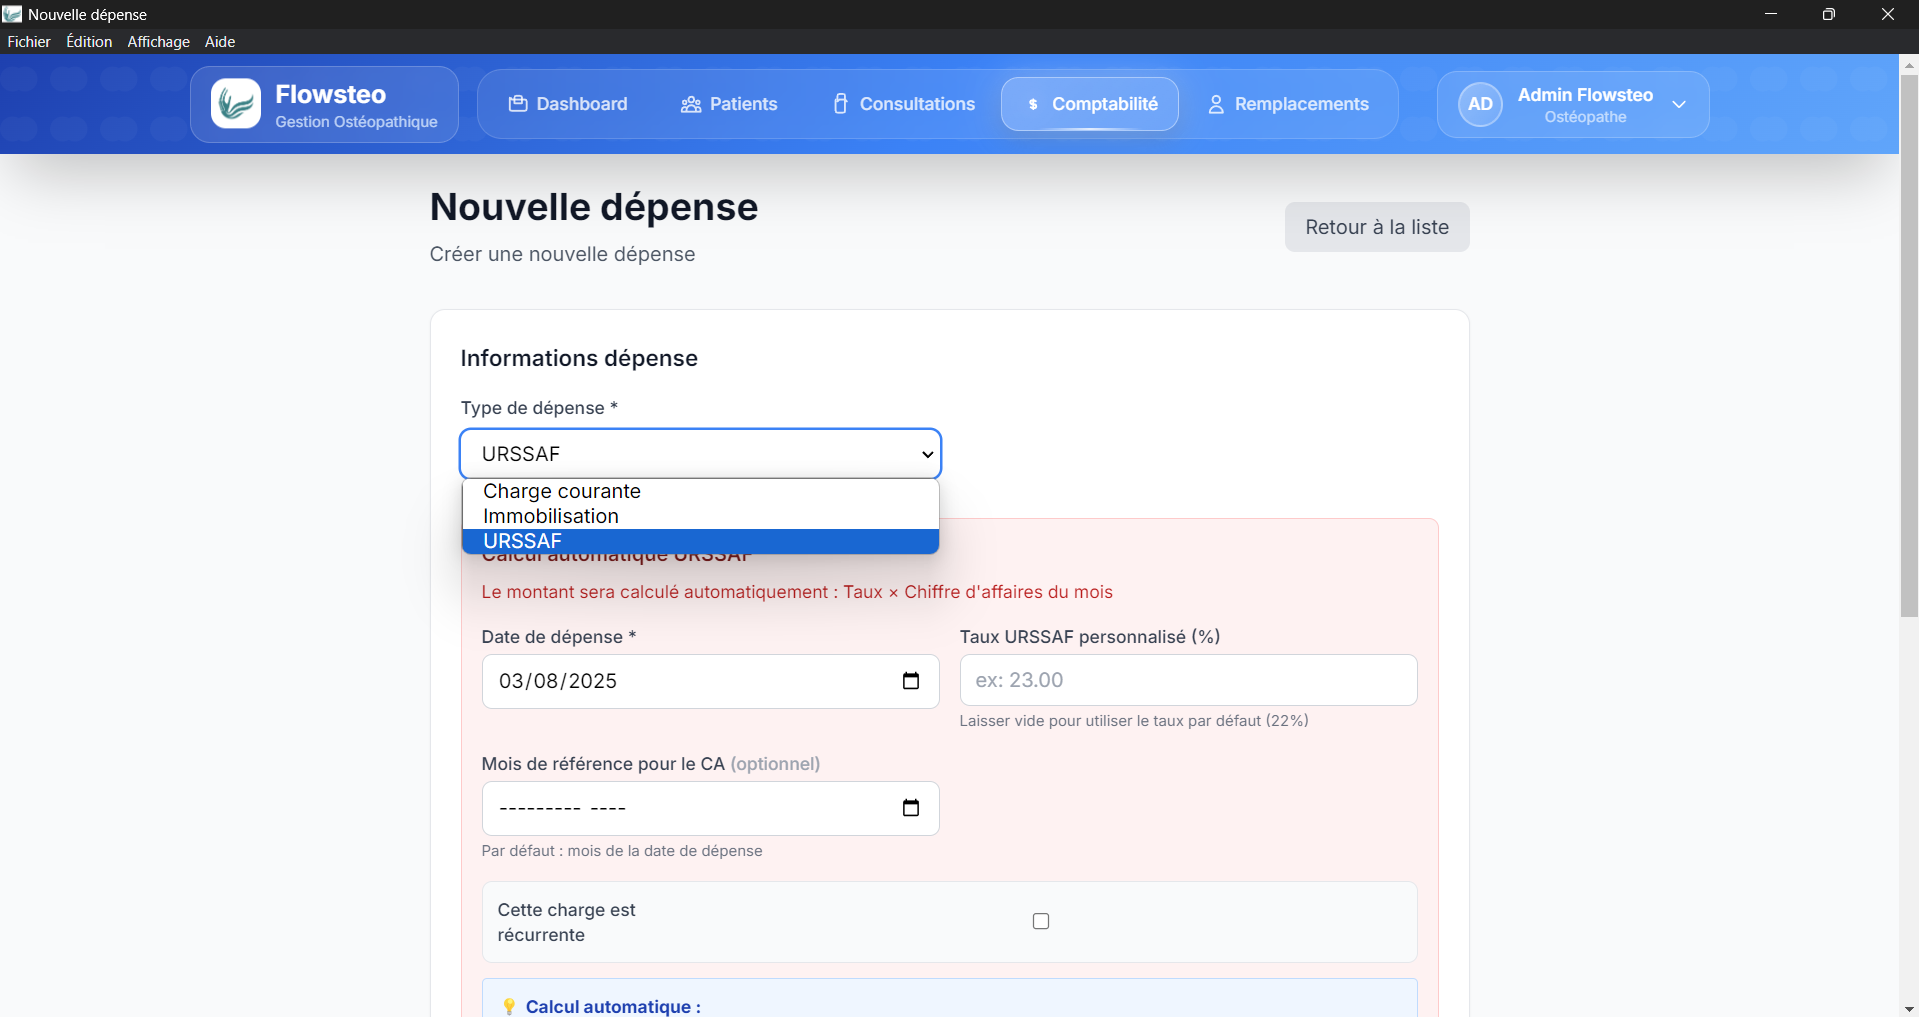 Nouvelle dépense
Fichier Édition Affichage Aide
Flowsteo
Gestion Ostéopathique
Dashboard
Patients
Consultations
$ Comptabilité
Remplacements
AD
Admin Flowsteo
Ostéopathe
Nouvelle dépense
Créer une nouvelle dépense
Retour à la liste
Informations dépense
Type de dépense *
URSSAF
Charge courante
Immobilisation
URSSAF
Calcul automatique URSSAF
Le montant sera calculé automatiquement : Taux × Chiffre d'affaires du mois
Date de dépense *
03/08/2025
Taux URSSAF personnalisé (%)
ex: 23.00
Laisser vide pour utiliser le taux par défaut (22%)
Mois de référence pour le CA (optionnel)
--------- ----
Par défaut : mois de la date de dépense
Cette charge est
récurrente
💡 Calcul automatique :